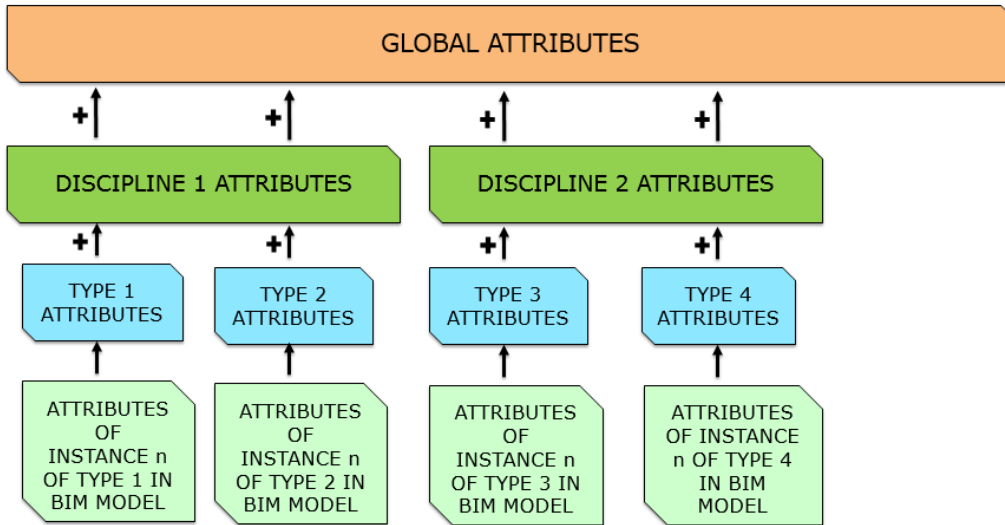 GLOBAL ATTRIBUTES
+ + + +
DISCIPLINE 1 ATTRIBUTES
DISCIPLINE 2 ATTRIBUTES
+ + + +
TYPE 1
ATTRIBUTES
TYPE 2
ATTRIBUTES
TYPE 3
ATTRIBUTES
TYPE 4
ATTRIBUTES
ATTRIBUTES
OF
INSTANCE n
OF TYPE 1 IN
BIM MODEL
ATTRIBUTES
OF
INSTANCE n
OF TYPE 2 IN
BIM MODEL
ATTRIBUTES
OF
INSTANCE n
OF TYPE 3 IN
BIM MODEL
ATTRIBUTES
OF INSTANCE
n OF TYPE 4
IN BIM
MODEL